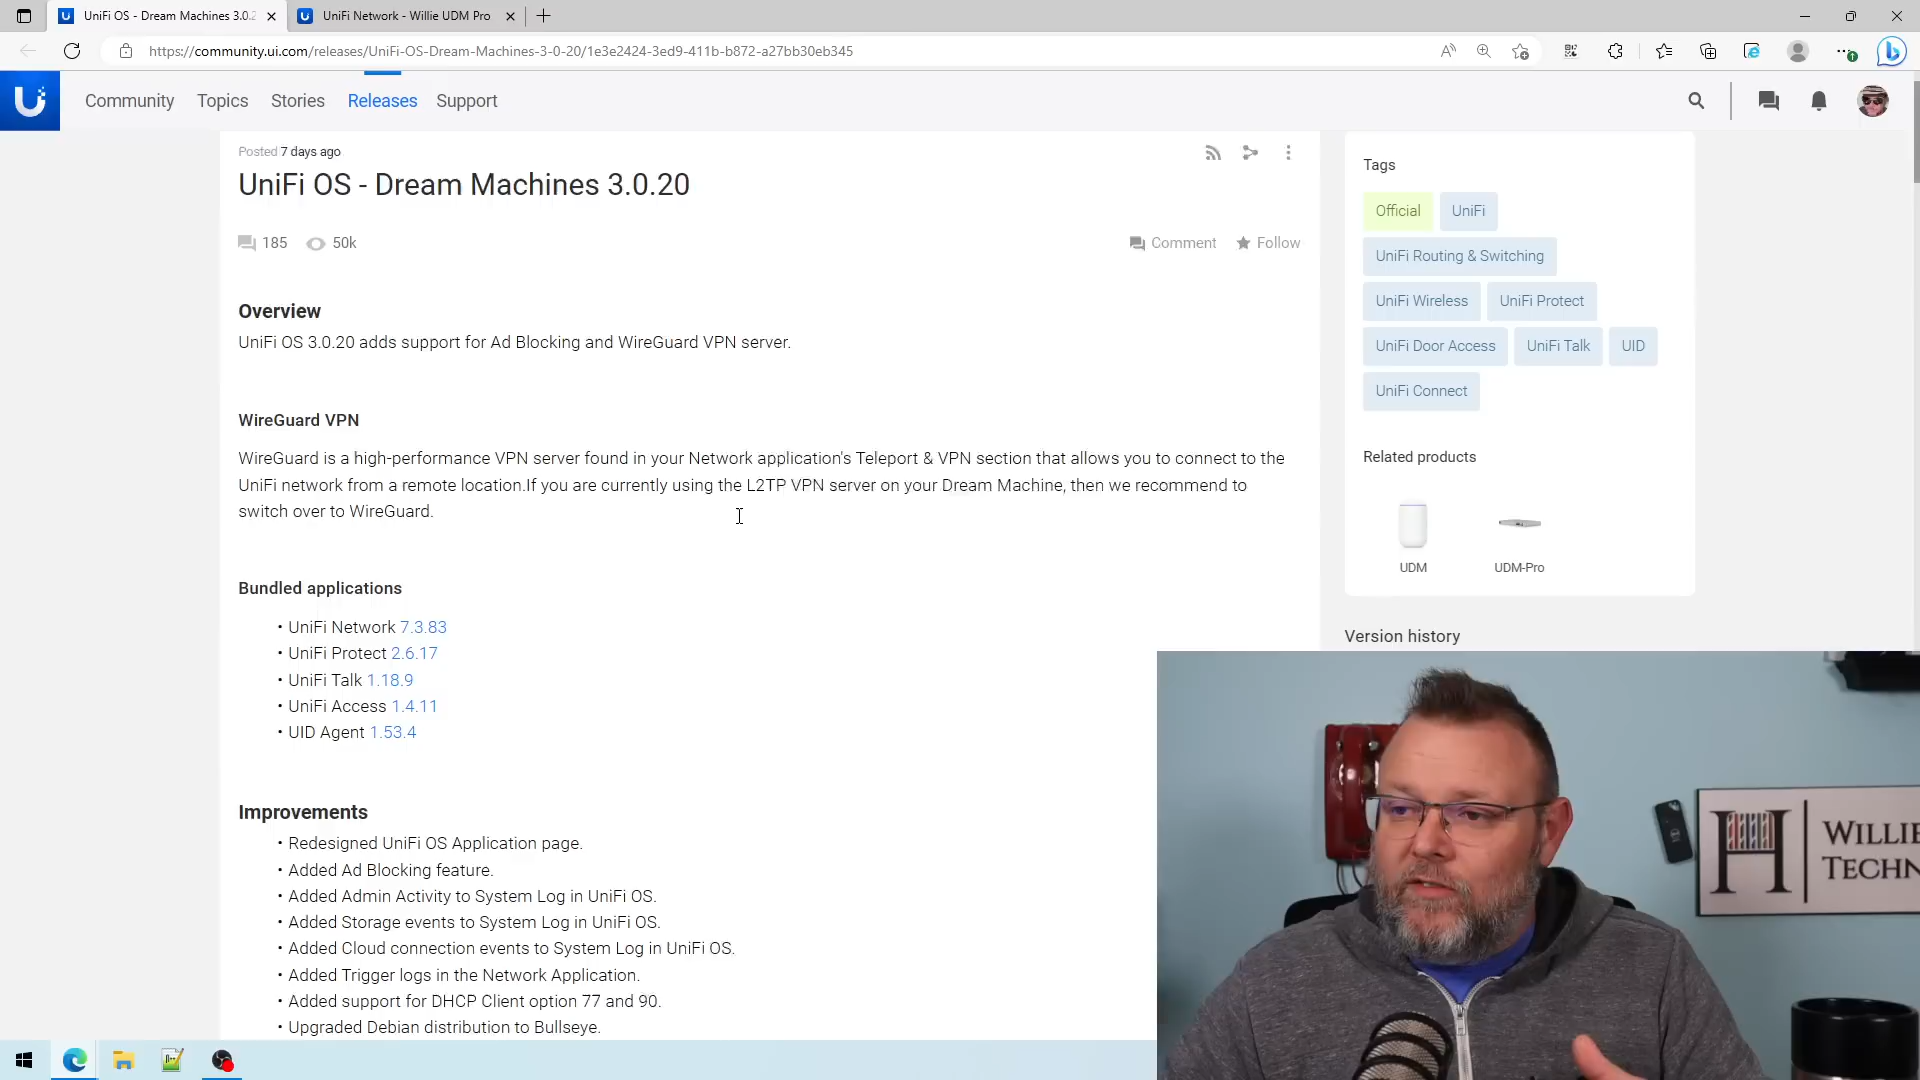 UniFi OS - Dream Machines 3.0.2
UniFi Network - Willie UDM Pro
https://community.ui.com/releases/UniFi-OS-Dream-Machines-3-0-20/1e3e2424-3ed9-411b-b872-a27bb30eb345
Community Topics Stories Releases Support
Posted 7 days ago
UniFi OS - Dream Machines 3.0.20
185 50k
Comment Follow
Overview
UniFi OS 3.0.20 adds support for Ad Blocking and WireGuard VPN server.
WireGuard VPN
WireGuard is a high-performance VPN server found in your Network application's Teleport & VPN section that allows you to connect to the
UniFi network from a remote location.If you are currently using the L2TP VPN server on your Dream Machine, then we recommend to
switch over to WireGuard.
Bundled applications
• UniFi Network 7.3.83
• UniFi Protect 2.6.17
• UniFi Talk 1.18.9
• UniFi Access 1.4.11
• UID Agent 1.53.4
Improvements
• Redesigned UniFi OS Application page.
• Added Ad Blocking feature.
• Added Admin Activity to System Log in UniFi OS.
• Added Storage events to System Log in UniFi OS.
• Added Cloud connection events to System Log in UniFi OS.
• Added Trigger logs in the Network Application.
• Added support for DHCP Client option 77 and 90.
• Upgraded Debian distribution to Bullseye.
Tags
Official UniFi
UniFi Routing & Switching
UniFi Wireless UniFi Protect
UniFi Door Access UniFi Talk UID
UniFi Connect
Related products
UDM UDM-Pro
Version history
H WILLIE
TECHN